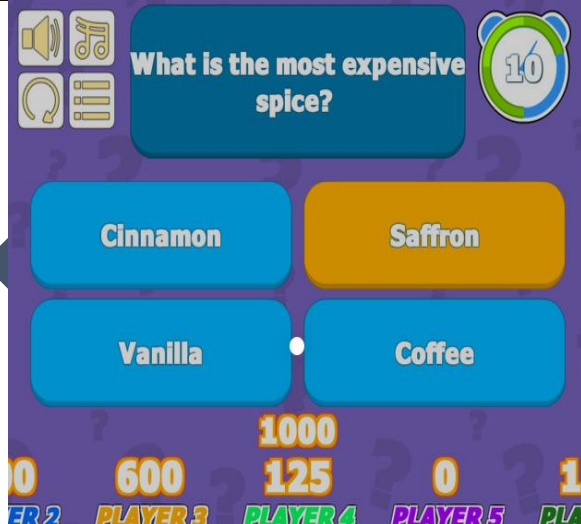 What is the most expensive
spice?
10
Cinnamon
Saffron
Vanilla
Coffee
1000
600
125
0
PLAYER 3
PLAYER 4
PLAYER 5